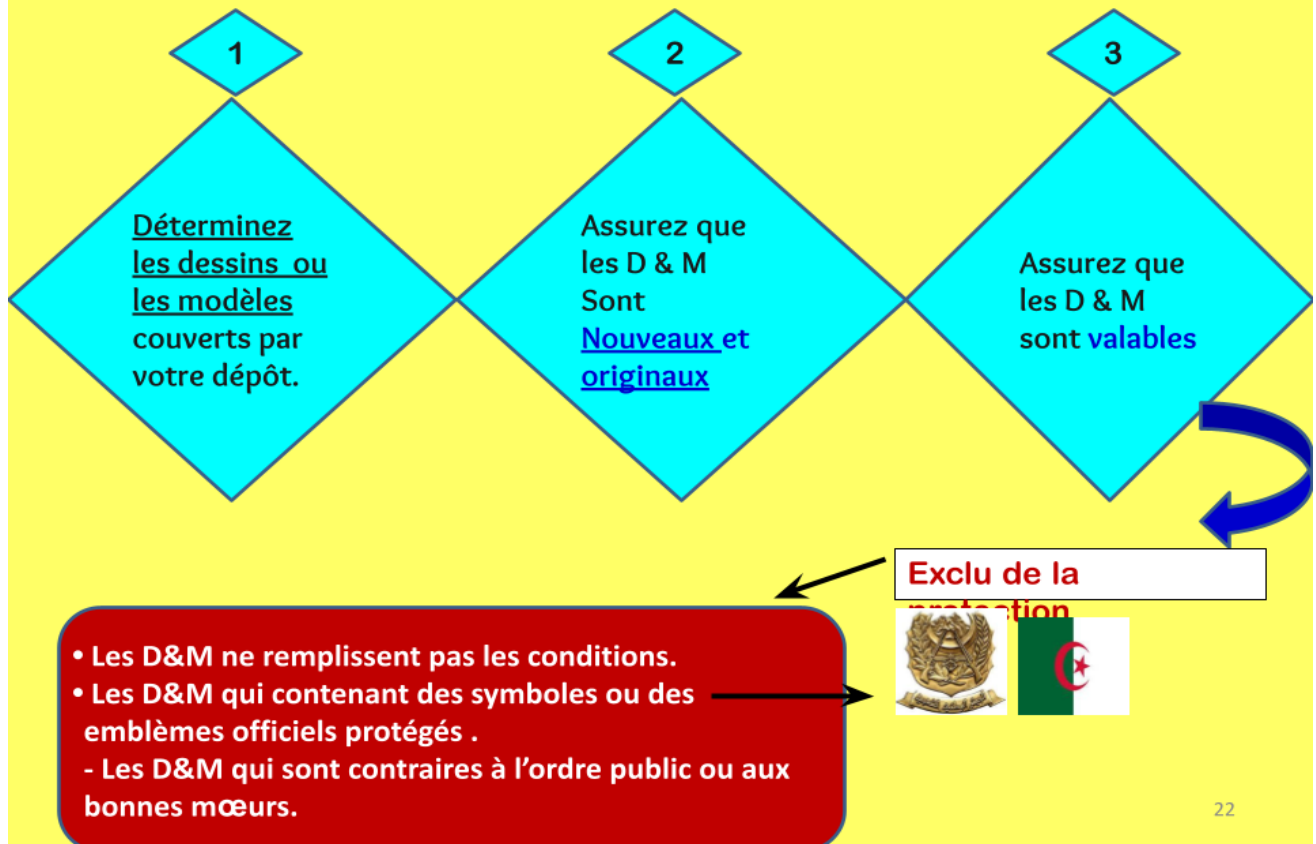 1
2
3
Déterminez
les dessins ou
les modèles
couverts par
votre dépôt.
Assurez que
les D & M
Sont
Nouveaux et
originaux
Assurez que
les D & M
sont valables
Exclu de la
protection
• Les D&M ne remplissent pas les conditions.
• Les D&M qui contenant des symboles ou des
emblèmes officiels protégés .
- Les D&M qui sont contraires à l’ordre public ou aux
bonnes mœurs.
22